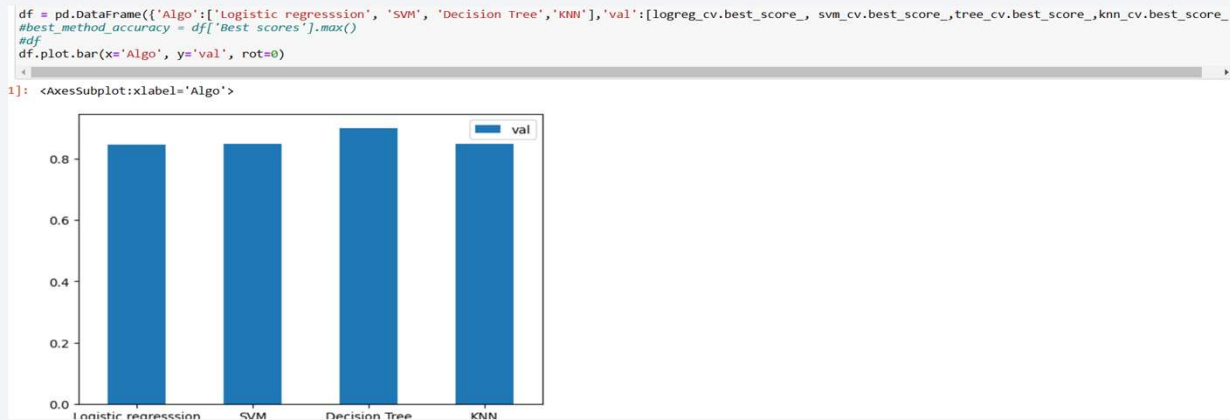 df = pd.DataFrame({'Algo':['Logistic regresssion', 'SVM', 'Decision Tree','KNN'],'val':[logreg_cv.best_score_, svm_cv.best_score_,tree_cv.best_score_,knn_cv.best_score_
#best_method_accuracy = df['Best scores'].max()
#df
df.plot.bar(x='Algo', y='val', rot=0)
1]: <AxesSubplot:xlabel='Algo'>
val
0.8
0.6
0.4
0.2
0.0
Logistic regresssion SVM Decision Tree KNN